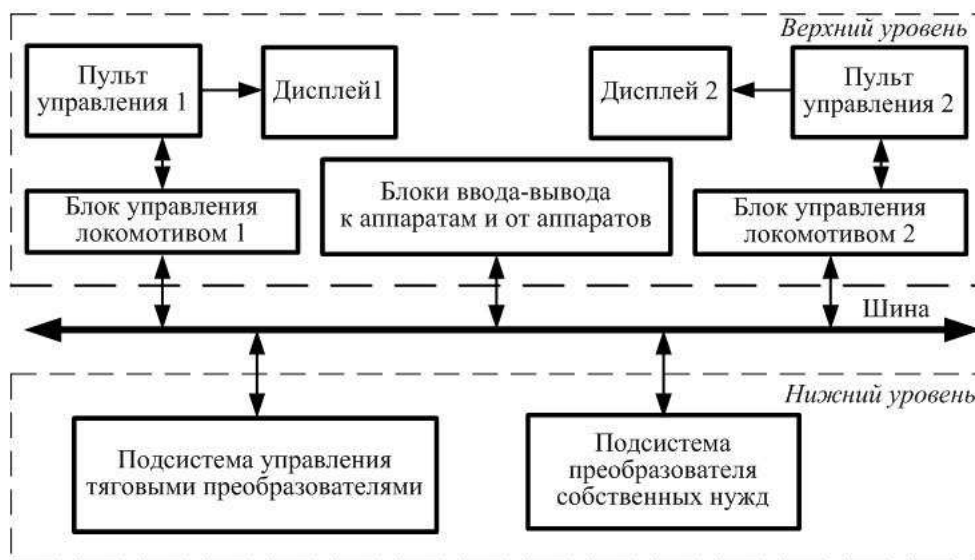 Верхний уровень
Пульт
управления 1
Дисплей1
Дисплей 2
Пульт
управления 2
Блок управления
локомотивом 1
Блоки ввода-вывода
к аппаратам и от аппаратов
Блок управления
локомотивом 2
Шина
Нижний уровень
Подсистема управления
тяговыми преобразователями
Подсистема
преобразователя
собственных нужд